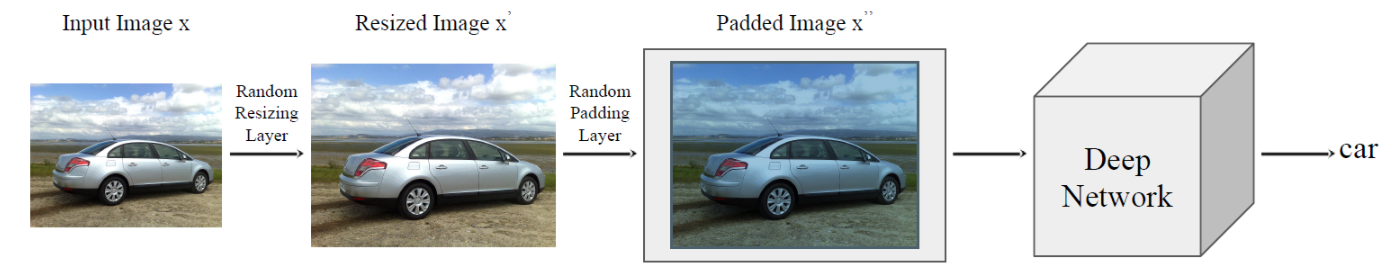 Input Image x
Resized Image x'
Padded Image x''
Random
Resizing
Layer
Random
Padding
Layer
Deep
Network
car